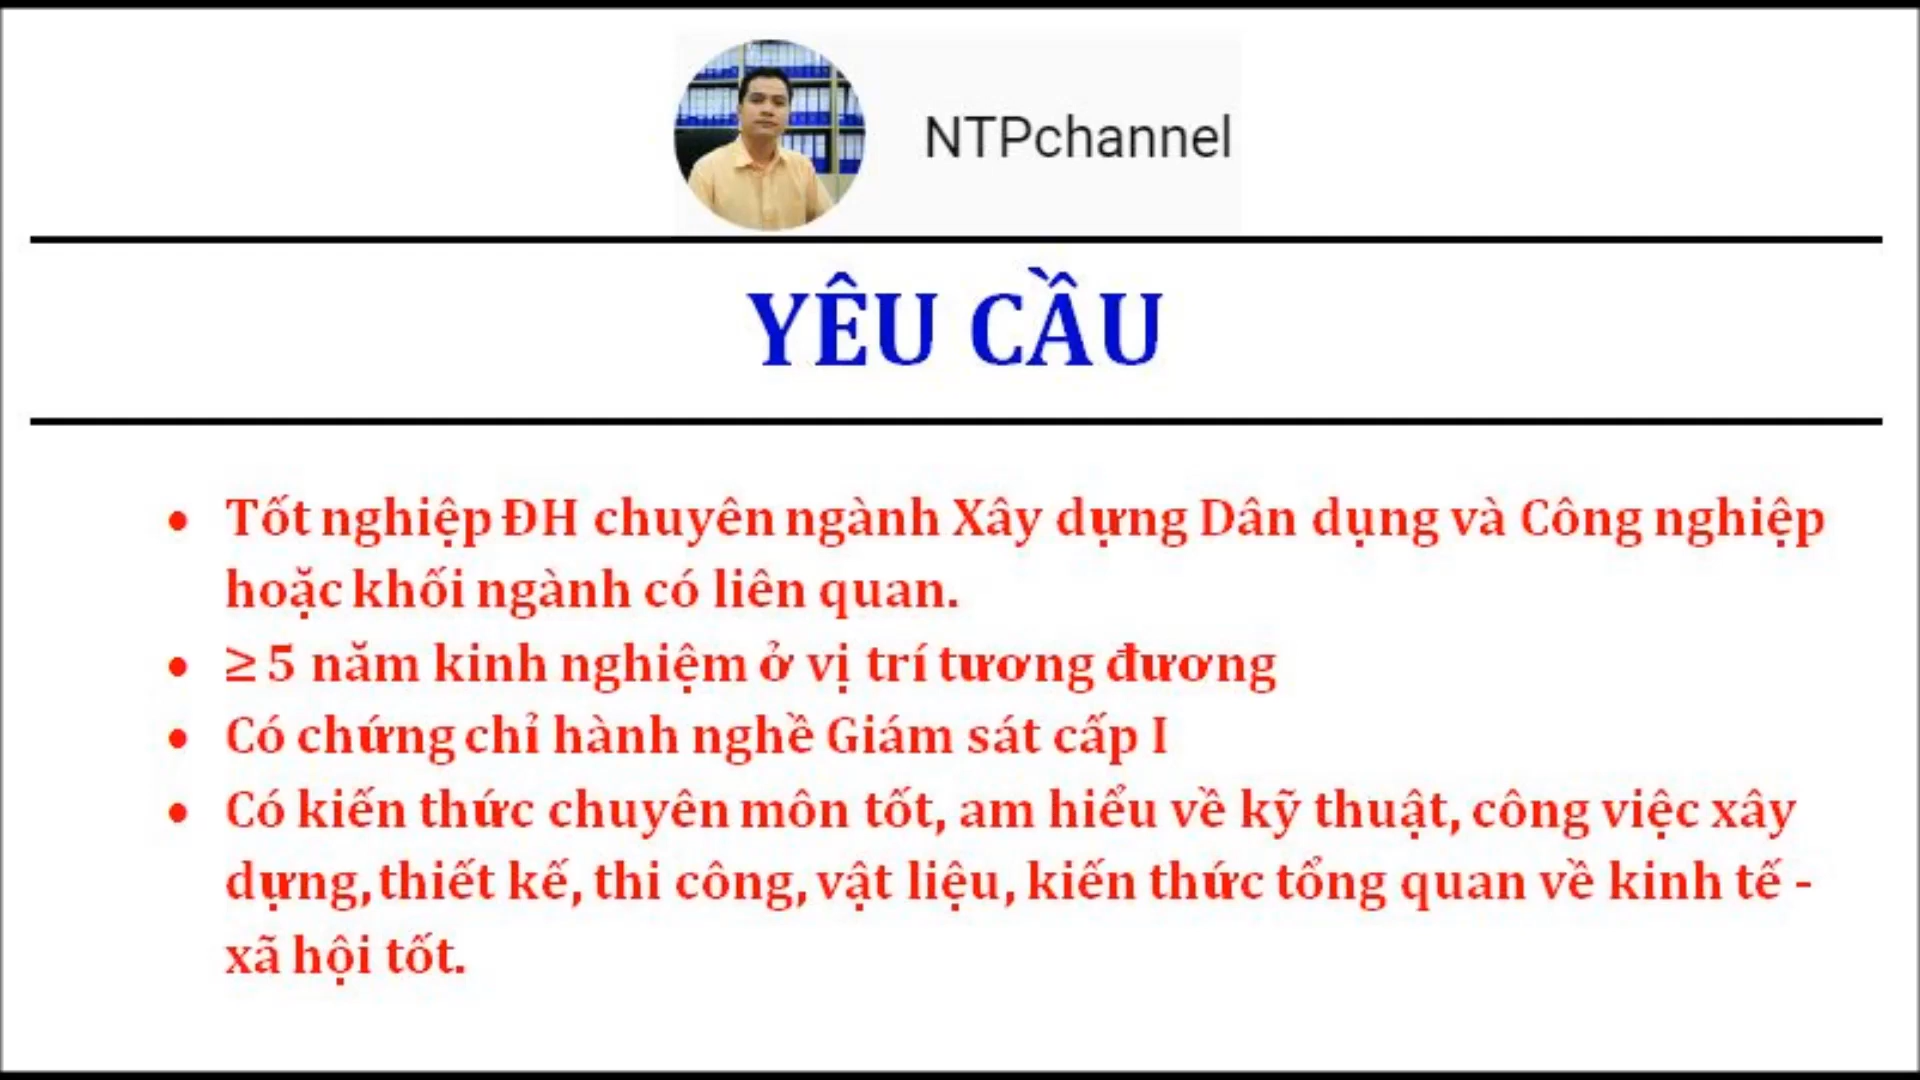 NTPchannel
YÊU CẦU
• Tốt nghiệp ĐH chuyên ngành Xây dựng Dân dụng và Công nghiệp
hoặc khối ngành có liên quan.
• ≥ 5 năm kinh nghiệm ở vị trí tương đương
• Có chứng chỉ hành nghề Giám sát cấp I
• Có kiến thức chuyên môn tốt, am hiểu về kỹ thuật, công việc xây
dựng, thiết kế, thi công, vật liệu, kiến thức tổng quan về kinh tế -
xã hội tốt.